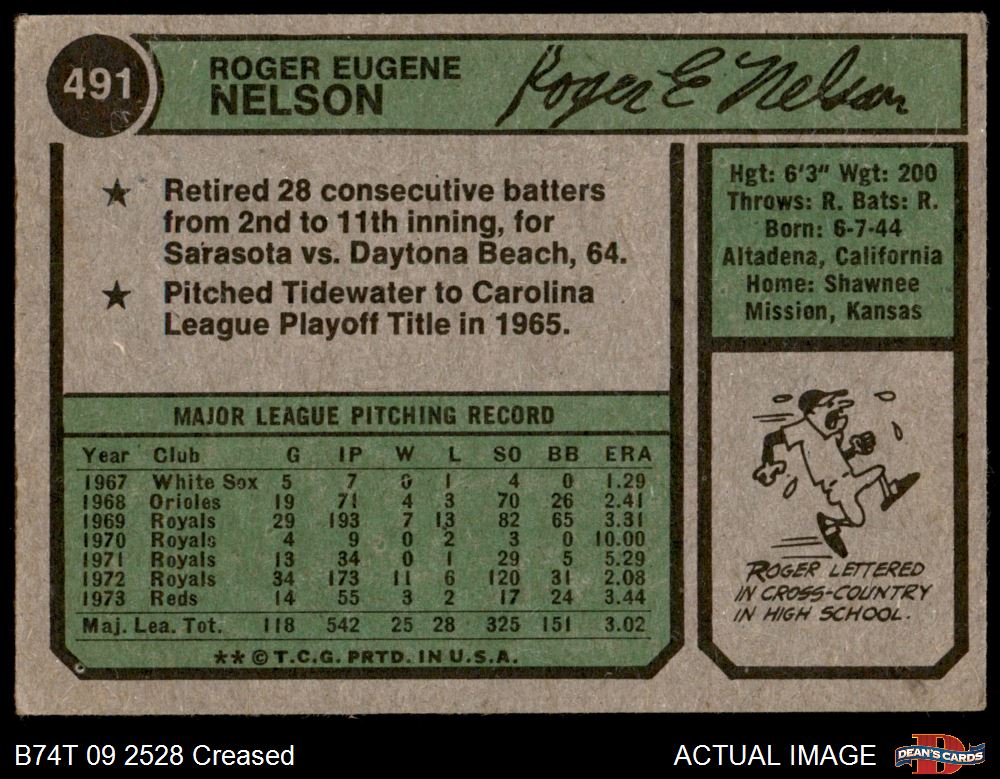 491
ROGER EUGENE
NELSON
Roger E Nelson
★ Retired 28 consecutive batters
from 2nd to 11th inning, for
Sarasota vs. Daytona Beach, 64.
★ Pitched Tidewater to Carolina
League Playoff Title in 1965.
Hgt: 6'3" Wgt: 200
Throws: R. Bats: R.
Born: 6-7-44
Altadena, California
Home: Shawnee
Mission, Kansas
MAJOR LEAGUE PITCHING RECORD
Year Club G IP W L SO BB ERA
1967 White Sox 5 7 0 1 4 0 1.29
1968 Orioles 19 71 4 3 70 26 2.41
1969 Royals 29 193 7 13 82 65 3.31
1970 Royals 4 9 0 2 3 0 10.00
1971 Royals 13 34 0 1 29 5 5.29
1972 Royals 34 173 11 6 120 31 2.08
1973 Reds 14 55 3 2 17 24 3.44
Maj. Lea. Tot. 118 542 25 28 325 151 3.02
** © T.C.G. PRTD. IN U.S.A.
ROGER LETTERED
IN CROSS-COUNTRY
IN HIGH SCHOOL.
B74T 09 2528 Creased
ACTUAL IMAGE
DEAN'S CARDS